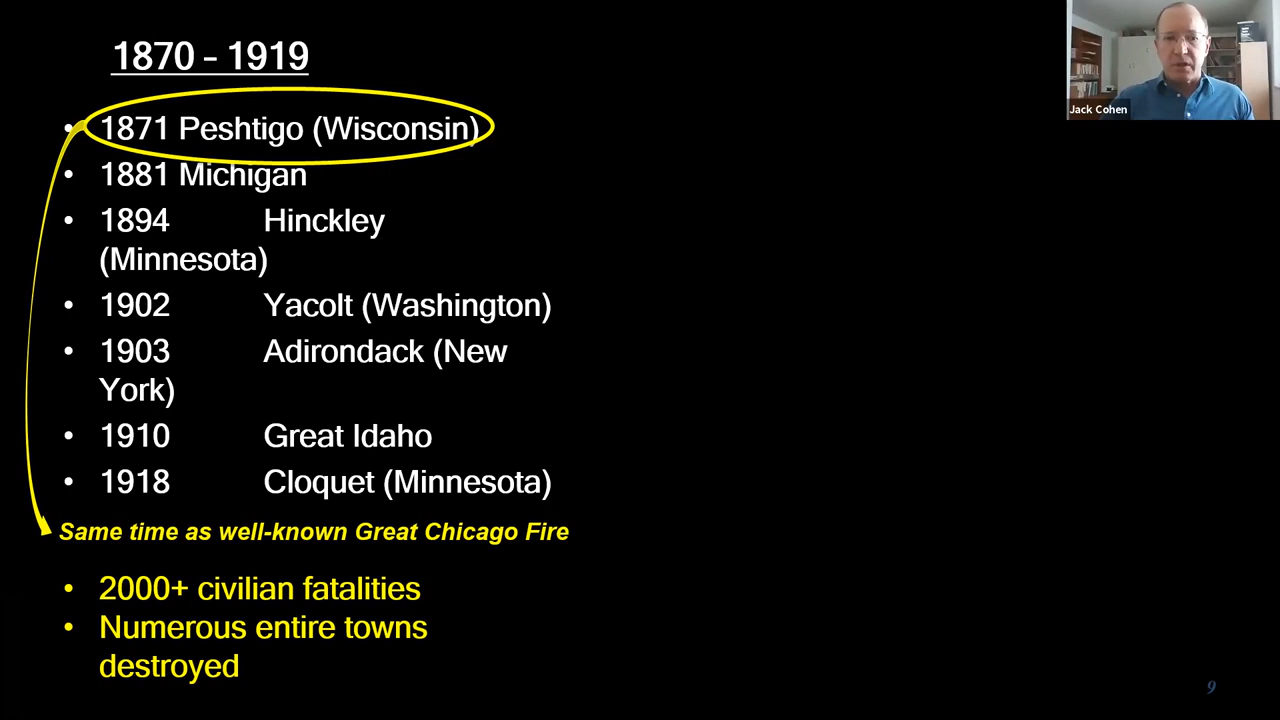 1870 – 1919
Jack Cohen
• 1871 Peshtigo (Wisconsin)
• 1881 Michigan
• 1894 Hinckley
(Minnesota)
• 1902 Yacolt (Washington)
• 1903 Adirondack (New
York)
• 1910 Great Idaho
• 1918 Cloquet (Minnesota)
Same time as well-known Great Chicago Fire
• 2000+ civilian fatalities
• Numerous entire towns
destroyed
9